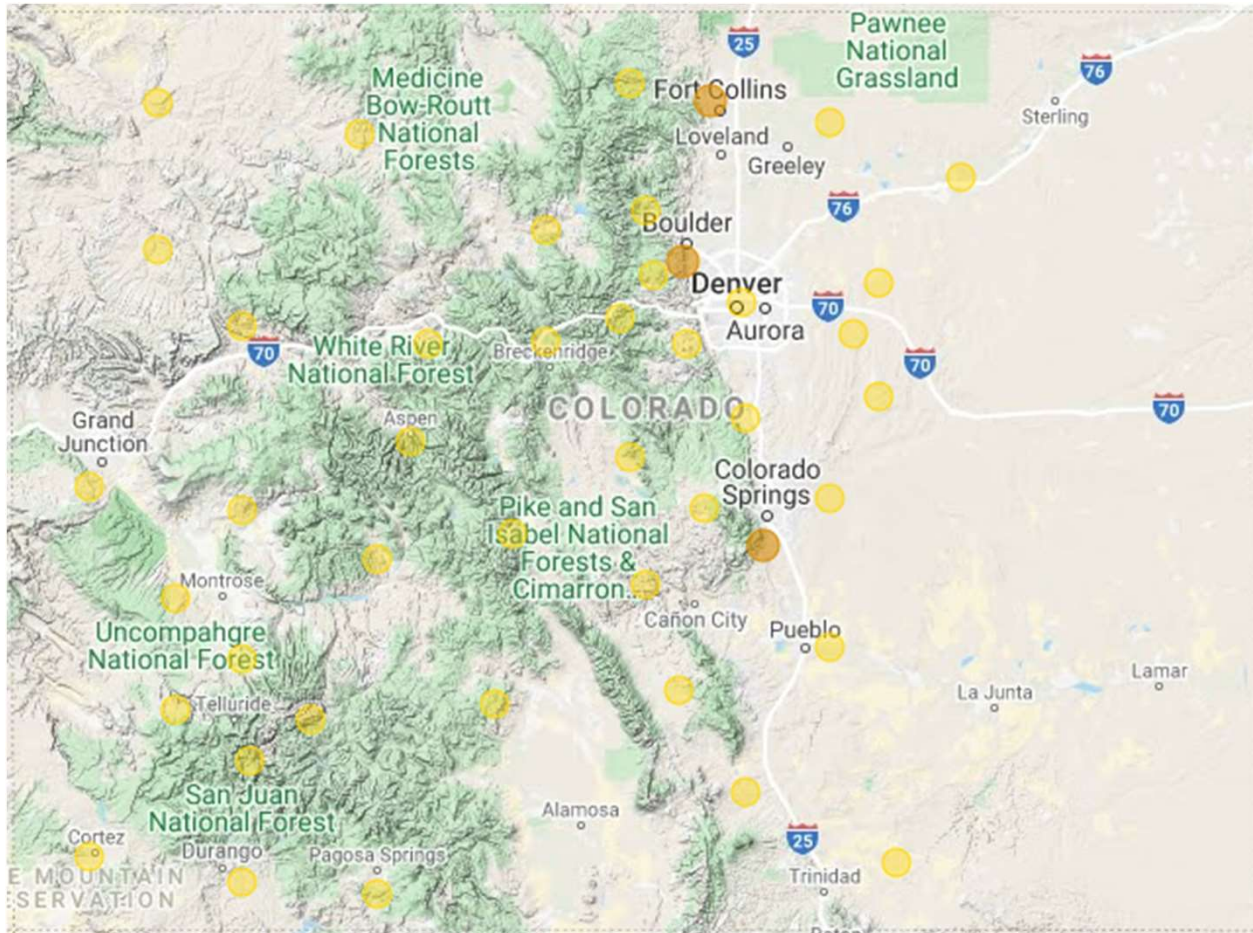 Pawnee
National
Grassland
25
76
Medicine
Bow-Routt
National
Forests
Fort Collins
Sterling
Loveland
Greeley
76
Boulder
Denver
70
Aurora
70
White River
National Forest
Breckenridge
70
70
COLORADO
Aspen
Grand
Junction
Colorado
Springs
Pike and San
Isabel National
Forests &
Cimarron...
Montrose
Cañon City
Pueblo
Uncompahgre
National Forest
Lamar
La Junta
Telluride
San Juan
National Forest
Alamosa
25
Cortez
Durango
Pagosa Springs
Trinidad
E MOUNTAIN
ESERVATION